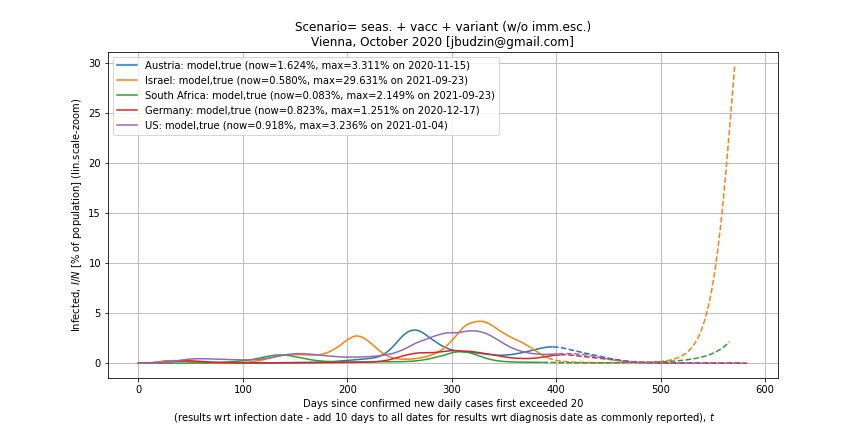 Scenario= seas. + vacc + variant (w/o imm.esc.)
Vienna, October 2020 [jbudzin@gmail.com]
Austria: model,true (now=1.624%, max=3.311% on 2020-11-15)
Israel: model,true (now=0.580%, max=29.631% on 2021-09-23)
South Africa: model,true (now=0.083%, max=2.149% on 2021-09-23)
Germany: model,true (now=0.823%, max=1.251% on 2020-12-17)
US: model,true (now=0.918%, max=3.236% on 2021-01-04)
Infected, I/N [% of population] (lin.scale-zoom)
30
25
20
15
10
5
0
0 100 200 300 400 500 600
Days since confirmed new daily cases first exceeded 20
(results wrt infection date - add 10 days to all dates for results wrt diagnosis date as commonly reported), t